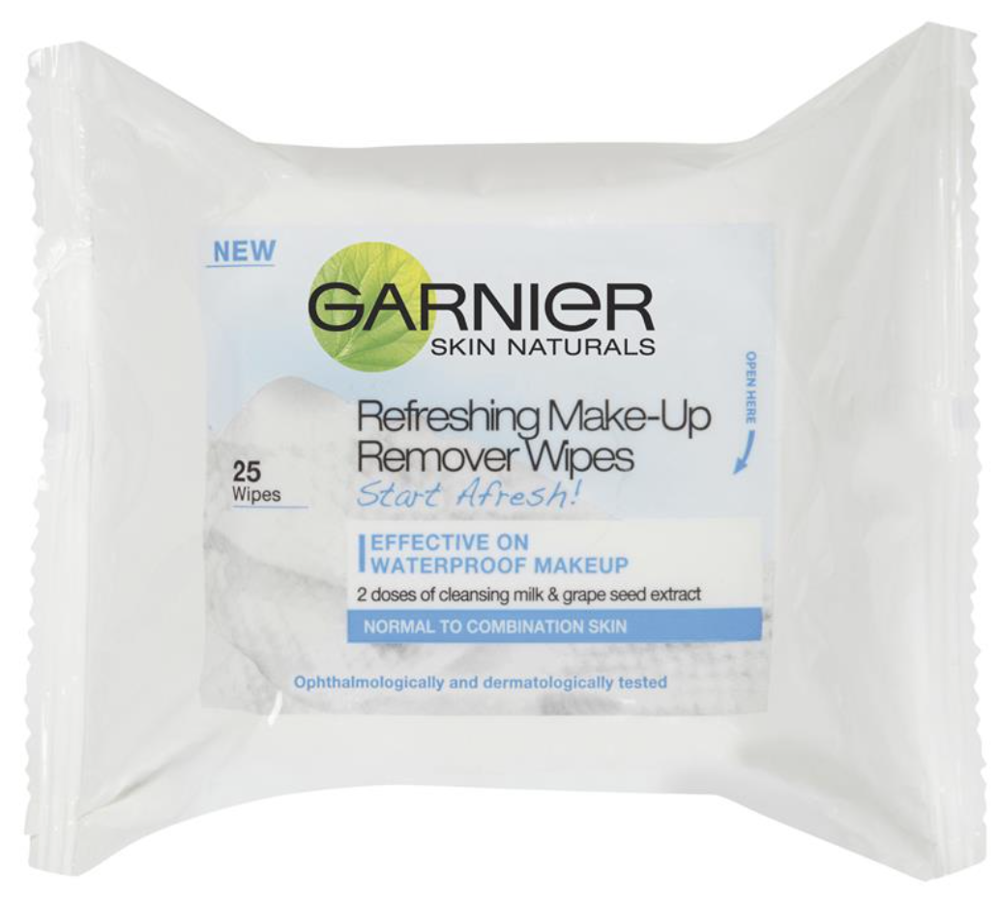 NEW
GARNIER
SKIN NATURALS
OPEN HERE
Refreshing Make-Up
Remover Wipes
Start Afresh!
25
Wipes
EFFECTIVE ON
WATERPROOF MAKEUP
2 doses of cleansing milk & grape seed extract
NORMAL TO COMBINATION SKIN
Ophthalmologically and dermatologically tested